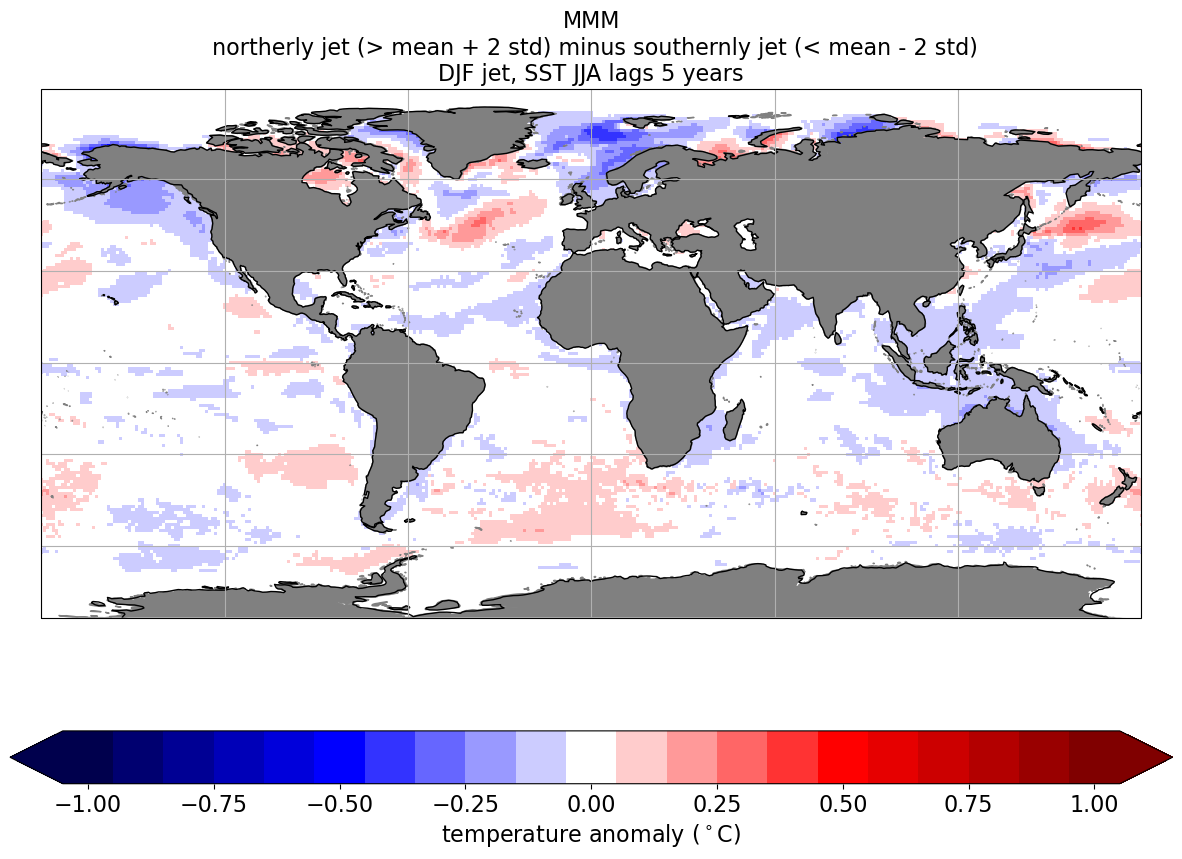 MMM
northerly jet (> mean + 2 std) minus southernly jet (< mean - 2 std)
DJF jet, SST JJA lags 5 years
−1.00 −0.75 −0.50 −0.25 0.00 0.25 0.50 0.75 1.00
temperature anomaly (°C)